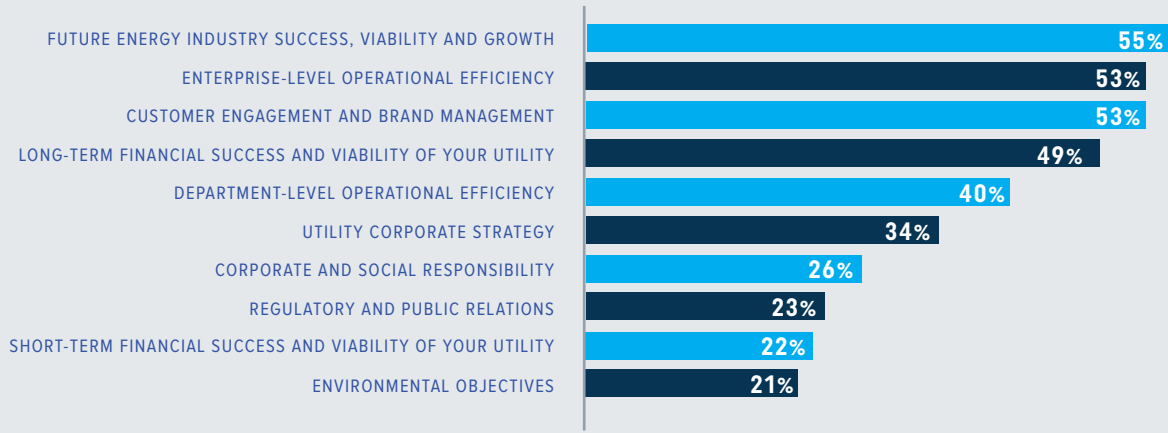 FUTURE ENERGY INDUSTRY SUCCESS, VIABILITY AND GROWTH 55%
ENTERPRISE-LEVEL OPERATIONAL EFFICIENCY 53%
CUSTOMER ENGAGEMENT AND BRAND MANAGEMENT 53%
LONG-TERM FINANCIAL SUCCESS AND VIABILITY OF YOUR UTILITY 49%
DEPARTMENT-LEVEL OPERATIONAL EFFICIENCY 40%
UTILITY CORPORATE STRATEGY 34%
CORPORATE AND SOCIAL RESPONSIBILITY 26%
REGULATORY AND PUBLIC RELATIONS 23%
SHORT-TERM FINANCIAL SUCCESS AND VIABILITY OF YOUR UTILITY 22%
ENVIRONMENTAL OBJECTIVES 21%